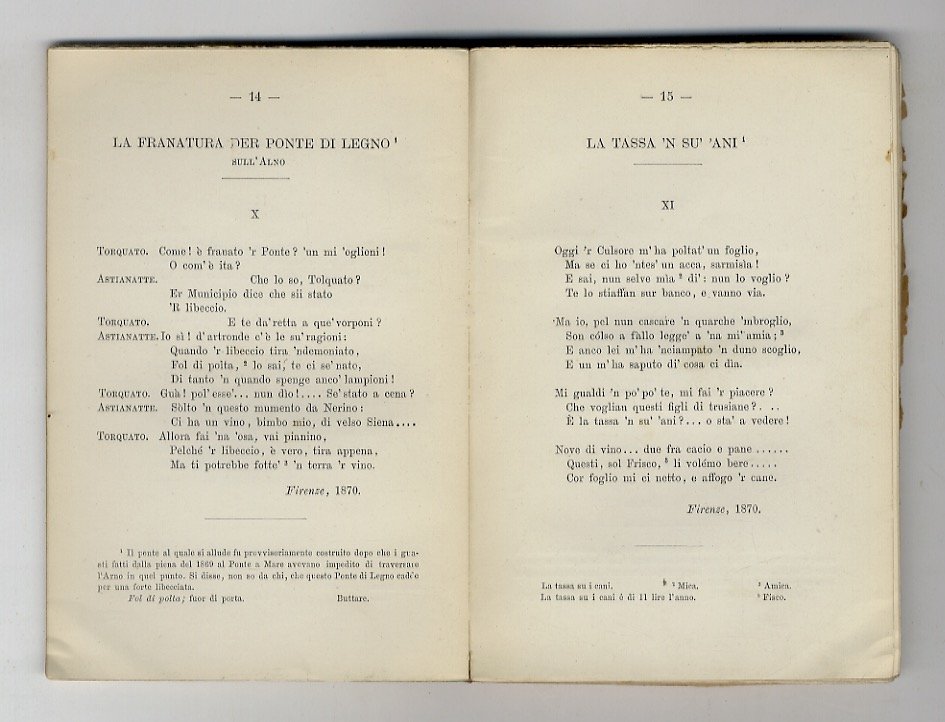 — 14 —
LA FRANATURA DER PONTE DI LEGNO ¹
SULL'ALNO
X
TORQUATO. Come! è franato 'r Ponte? 'un mi 'oglioni!
O com'è ita?
ASTIANATTE. Che lo so, Tolquato?
Er Municipio dice che sii stato
'R libeccio.
TORQUATO. E te da'retta a que'vorponi?
ASTIANATTE. Io sì! d'artronde c'è le su'ragioni:
Quando 'r libeccio tira 'ndemoniato,
Fol di polta, ² lo sai, te ci se'nato,
Di tanto 'n quando spenge anco'lampioni!
TORQUATO. Guà! pol'esse'... nun dìo!.... Se'stato a cena?
ASTIANATTE. Sòlto 'n questo mumento da Nerino:
Ci ha un vino, bimbo mio, di velso Siena....
TORQUATO. Allora fai 'na 'osa, vai pianino,
Pelché 'r libeccio, è vero, tira appena,
Ma ti potrebbe fotte' ³ 'n terra 'r vino.
Firenze, 1870.
¹ Il ponte al quale si allude fu provvisoriamente costruito dopo che i gua-
sti fatti dalla piena del 1869 al Ponte a Mare avevano impedito di traversare
l'Arno in quel punto. Si disse, non so da chi, che questo Ponte di Legno cadde
per una forte libecciata.
Fol di polta; fuor di porta. Buttare.
— 15 —
LA TASSA 'N SU' 'ANI ¹
XI
Oggi 'r Culsore m'ha poltat'un foglio,
Ma se ci ho 'ntes' un acca, sarmisìa!
E sai, nun selve mìa ² di': nun lo voglio?
Te lo stiaffan sur banco, e vanno via.
Ma io, pel nun cascare 'n quarche 'mbroglio,
Son cólso a fàllo legge' a 'na mi'amia; ³
E anco lei m'ha 'nciampato 'n duno scoglio,
E un m'ha saputo di' cosa ci dìa.
Mi gualdi 'n po'po' te, mi fai 'r piacere?
Che voglian questi figli di trusiane?. . .
È la tassa 'n su' 'ani?... o sta' a vedere!
Nove di vino... due fra cacio e pane ......
Questi, sol Frisco, ⁵ li volémo bere.....
Cor foglio mi ci netto, e affogo 'r cane.
Firenze, 1870.
La tassa su i cani. ² Mica. ³ Amica.
La tassa su i cani é di 11 lire l'anno. ⁵ Fisco.